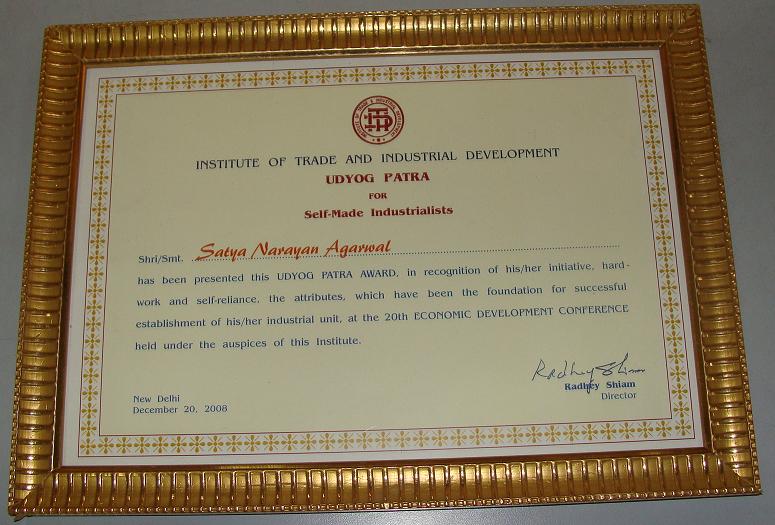 INSTITUTE OF TRADE AND INDUSTRIAL DEVELOPMENT
UDYOG PATRA
FOR
Self-Made Industrialists
Shri/Smt. Satya Narayan Agarwal
has been presented this UDYOG PATRA AWARD, in recognition of his/her initiative, hard-
work and self-reliance, the attributes, which have been the foundation for successful
establishment of his/her industrial unit, at the 20th ECONOMIC DEVELOPMENT CONFERENCE
held under the auspices of this Institute.
Radhey Shiam
Radhey Shiam
Director
New Delhi
December 20, 2008